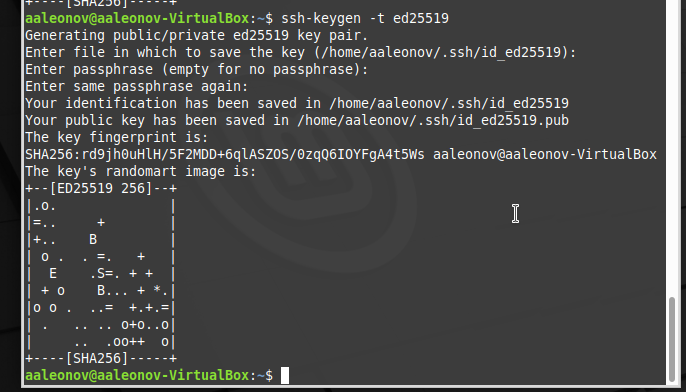 +----[SHA256]-----+
aaleonov@aaleonov-VirtualBox:~$ ssh-keygen -t ed25519
Generating public/private ed25519 key pair.
Enter file in which to save the key (/home/aaleonov/.ssh/id_ed25519):
Enter passphrase (empty for no passphrase):
Enter same passphrase again:
Your identification has been saved in /home/aaleonov/.ssh/id_ed25519
Your public key has been saved in /home/aaleonov/.ssh/id_ed25519.pub
The key fingerprint is:
SHA256:rd9jh0uHlH/5F2MDD+6qlASZOS/0zqQ6IOYFgA4t5Ws aaleonov@aaleonov-VirtualBox
The key's randomart image is:
+--[ED25519 256]--+
|.o.              |
|=..     +        |
|+..    B         |
| o .  . =.   +   |
|  E    .S=. + +  |
| + o    B... + *.|
|o o .  ..=  +.+.=|
| .   .. .. o+o..o|
|     ..  .oo++  o|
+----[SHA256]-----+
aaleonov@aaleonov-VirtualBox:~$